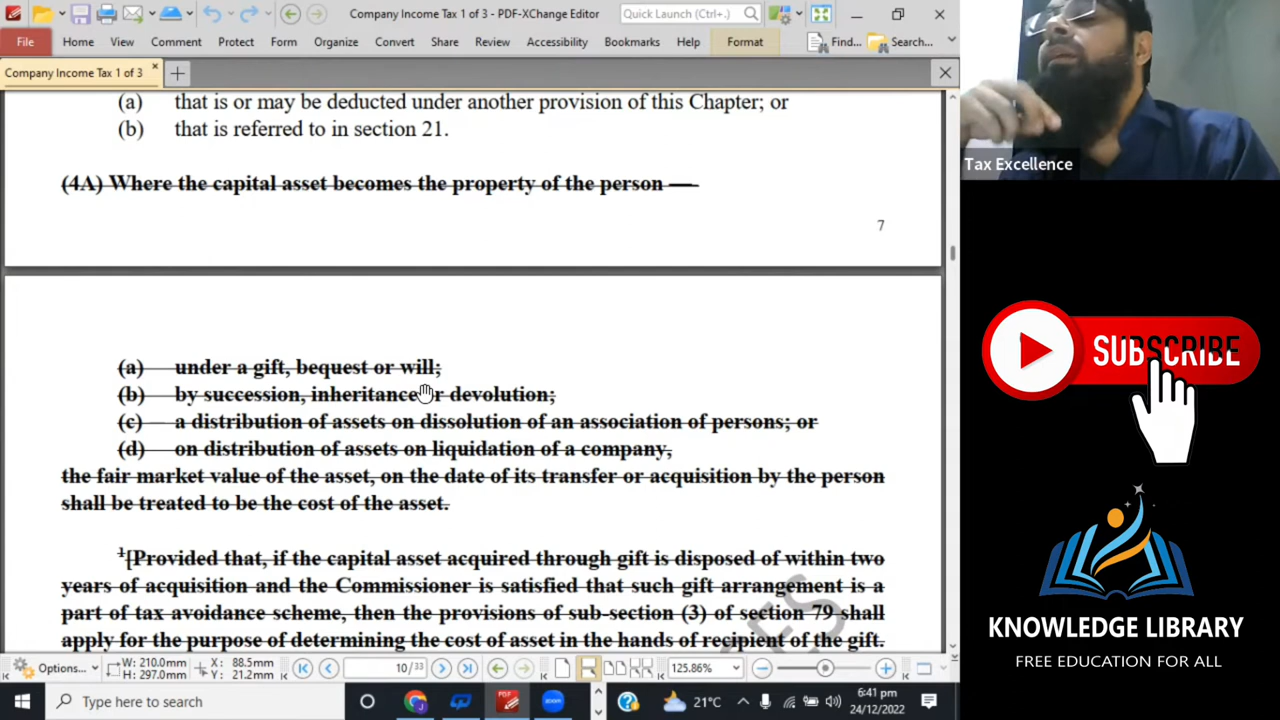 Company Income Tax 1 of 3 - PDF-XChange Editor
Quick Launch (Ctrl+.)
File Home View Comment Protect Form Organize Convert Share Review Accessibility Bookmarks Help Format Find... Search...
Company Income Tax 1 of 3
(a) that is or may be deducted under another provision of this Chapter; or
(b) that is referred to in section 21.
(4A) Where the capital asset becomes the property of the person —
7
(a) under a gift, bequest or will;
(b) by succession, inheritance or devolution;
(c) a distribution of assets on dissolution of an association of persons; or
(d) on distribution of assets on liquidation of a company,
the fair market value of the asset, on the date of its transfer or acquisition by the person
shall be treated to be the cost of the asset.
1[Provided that, if the capital asset acquired through gift is disposed of within two
years of acquisition and the Commissioner is satisfied that such gift arrangement is a
part of tax avoidance scheme, then the provisions of sub-section (3) of section 79 shall
apply for the purpose of determining the cost of asset in the hands of recipient of the gift.
Options... W: 210.0mm H: 297.0mm X: 88.5mm Y: 21.2mm 10 /33 125.86%
Type here to search
21°C
6:41 pm
24/12/2022
Tax Excellence
SUBSCRIBE
KNOWLEDGE LIBRARY
FREE EDUCATION FOR ALL